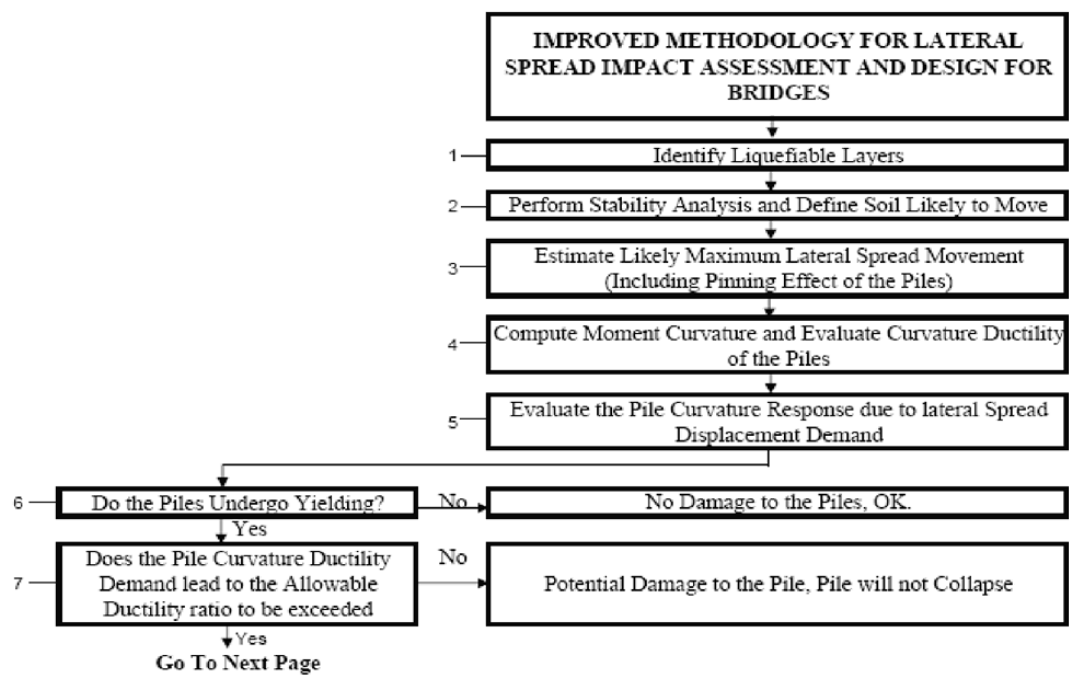 IMPROVED METHODOLOGY FOR LATERAL
SPREAD IMPACT ASSESSMENT AND DESIGN FOR
BRIDGES
1
Identify Liquefiable Layers
2
Perform Stability Analysis and Define Soil Likely to Move
3
Estimate Likely Maximum Lateral Spread Movement
(Including Pinning Effect of the Piles)
4
Compute Moment Curvature and Evaluate Curvature Ductility
of the Piles
5
Evaluate the Pile Curvature Response due to lateral Spread
Displacement Demand
6
Do the Piles Undergo Yielding?
No
No Damage to the Piles, OK.
Yes
7
Does the Pile Curvature Ductility
Demand lead to the Allowable
Ductility ratio to be exceeded
No
Potential Damage to the Pile, Pile will not Collapse
Yes
Go To Next Page